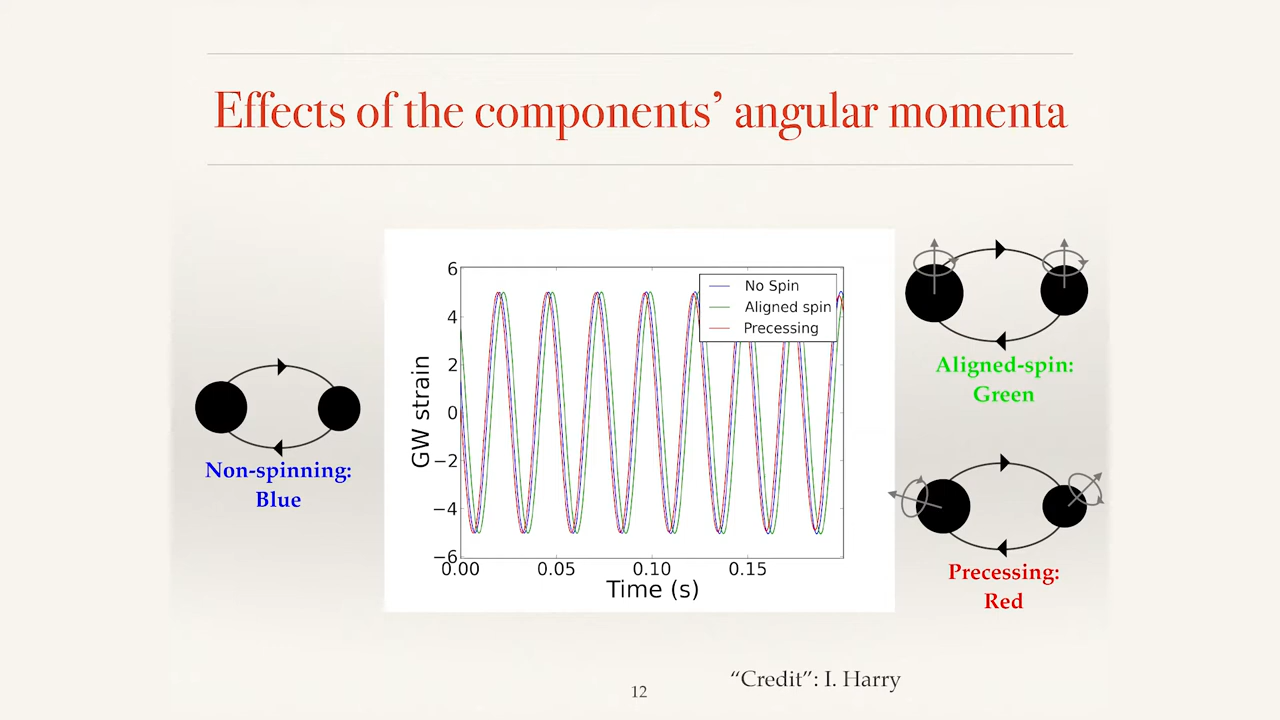 Effects of the components’ angular momenta
6
4
2
0
−2
−4
−6
GW strain
0.00
0.05
0.10
0.15
Time (s)
No Spin
Aligned spin
Precessing
Non-spinning:
Blue
Aligned-spin:
Green
Precessing:
Red
“Credit”: I. Harry
12